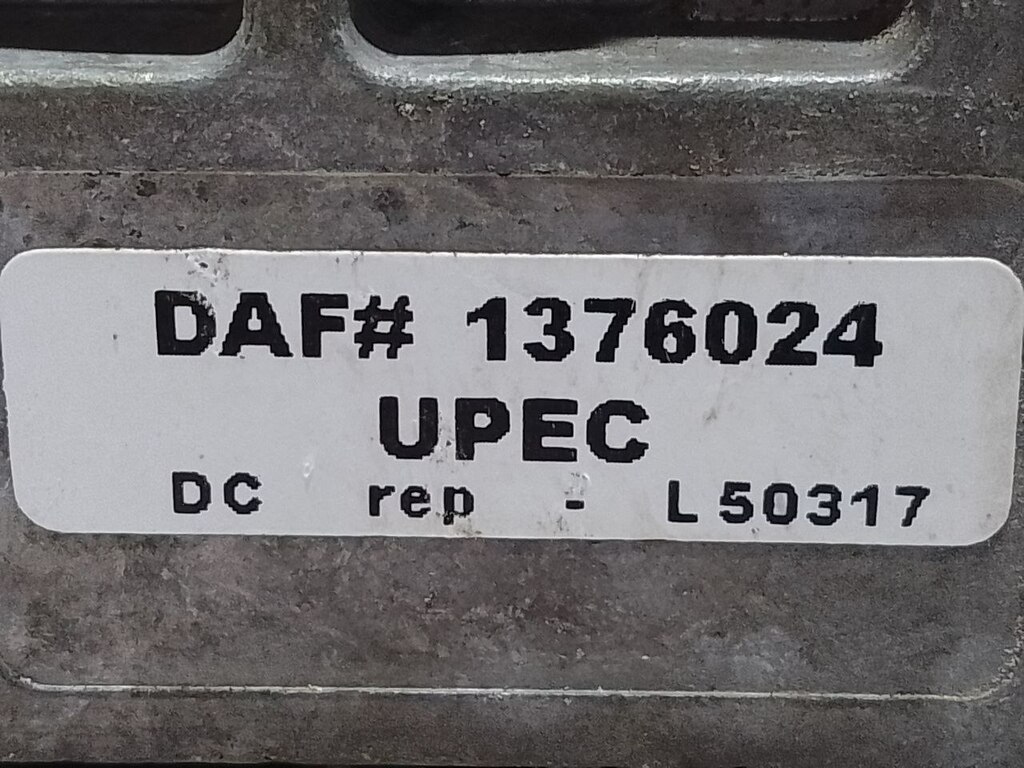 DAF# 1376024
UPEC
DC rep - L50317